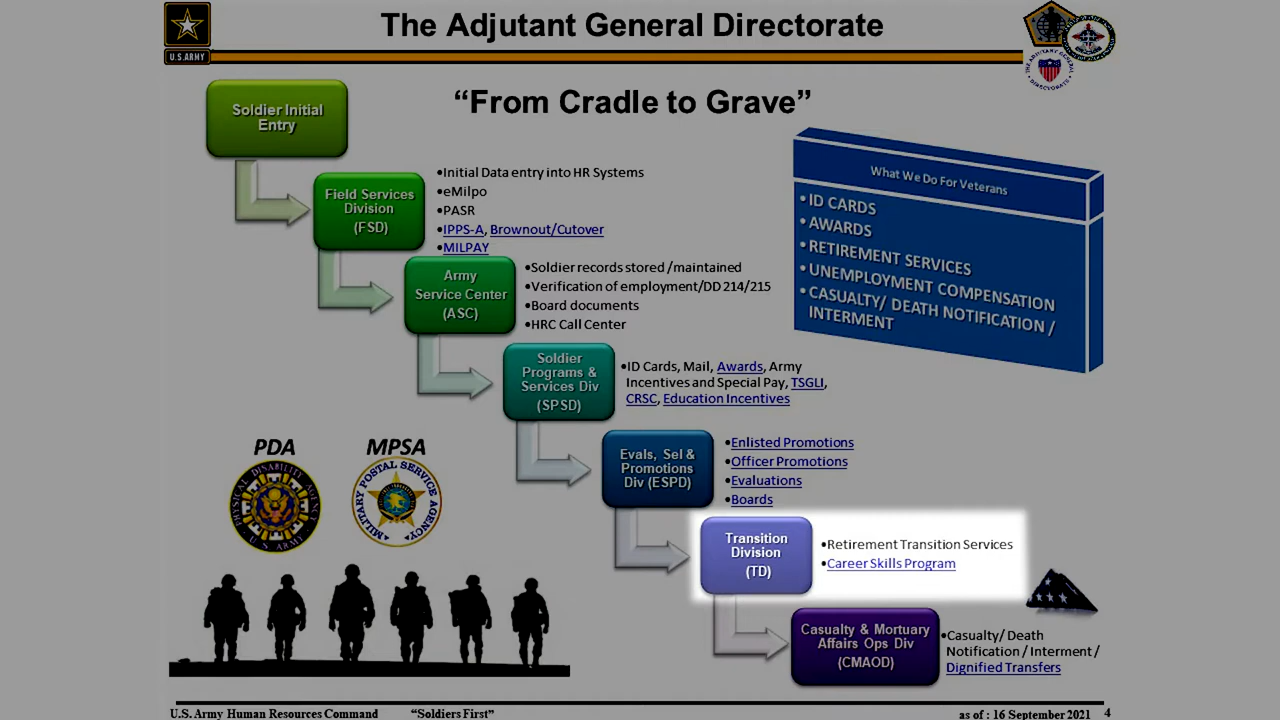 The Adjutant General Directorate
U.S.ARMY
THE ADJUTANT GENERAL
DIRECTORATE
"From Cradle to Grave"
Soldier Initial
Entry
Field Services
Division
(FSD)
•Initial Data entry into HR Systems
•eMilpo
•PASR
•IPPS-A, Brownout/Cutover
•MILPAY
Army
Service Center
(ASC)
•Soldier records stored /maintained
•Verification of employment/DD 214/215
•Board documents
•HRC Call Center
What We Do For Veterans
• ID CARDS
• AWARDS
• RETIREMENT SERVICES
• UNEMPLOYMENT COMPENSATION
• CASUALTY/ DEATH NOTIFICATION /
INTERMENT
Soldier
Programs &
Services Div
(SPSD)
•ID Cards, Mail, Awards, Army
Incentives and Special Pay, TSGLI,
CRSC, Education Incentives
Evals, Sel &
Promotions
Div (ESPD)
•Enlisted Promotions
•Officer Promotions
•Evaluations
•Boards
PDA
PHYSICAL DISABILITY AGENCY
U.S. ARMY
MPSA
MILITARY POSTAL SERVICE AGENCY
Transition
Division
(TD)
•Retirement Transition Services
•Career Skills Program
Casualty & Mortuary
Affairs Ops Div
(CMAOD)
•Casualty/ Death
Notification / Interment /
Dignified Transfers
U.S. Army Human Resources Command "Soldiers First" as of : 16 September 2021 4